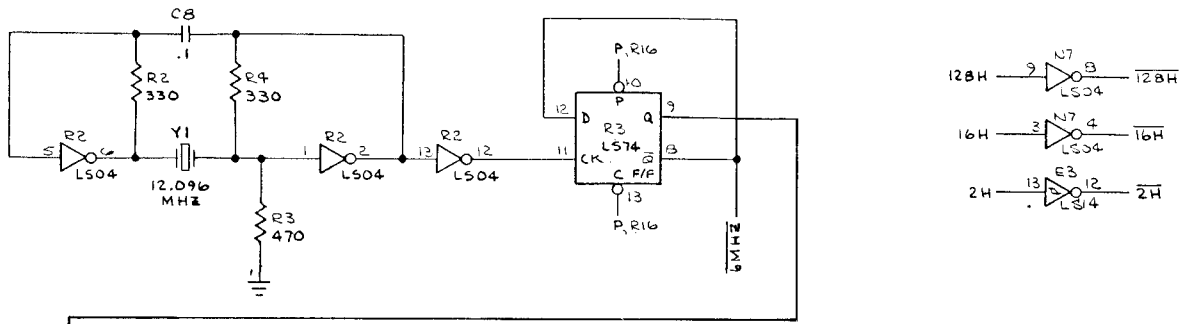 C8
.1
R2
330
R4
330
R2
5
6
LS04
Y1
12.096
MHZ
R2
1
2
LS04
R2
13
12
LS04
R3
470
P,R16
10
P
12
D
Q
9
R3
LS74
11
CK
Q
8
C F/F
13
P,R16
6MHZ
N7
128H
9
8
LS04
128H
N7
16H
3
4
LS04
16H
E3
2H
13
12
LS14
2H